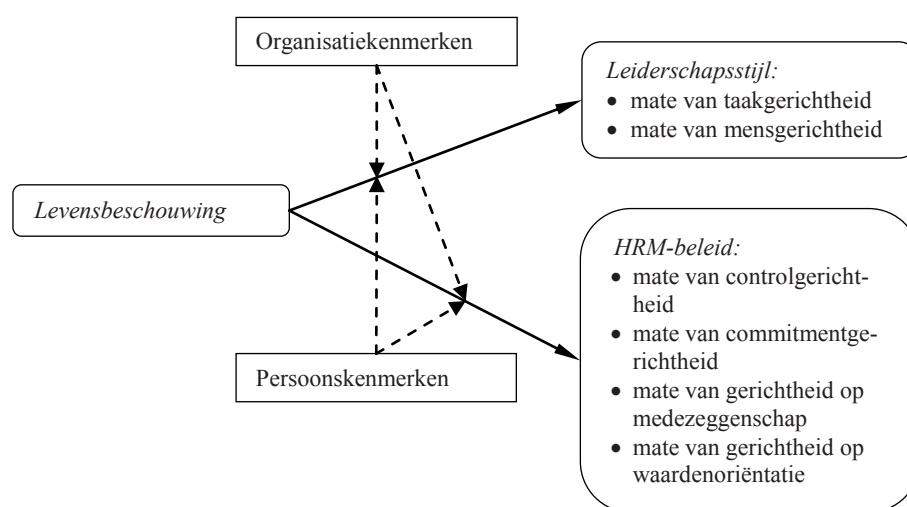 Organisatiekenmerken
Leiderschapsstijl:
• mate van taakgerichtheid
• mate van mensgerichtheid
Levensbeschouwing
HRM-beleid:
• mate van controlgericht-
heid
• mate van commitmentge-
richtheid
• mate van gerichtheid op
medezeggenschap
• mate van gerichtheid op
waardenoriëntatie
Persoonskenmerken